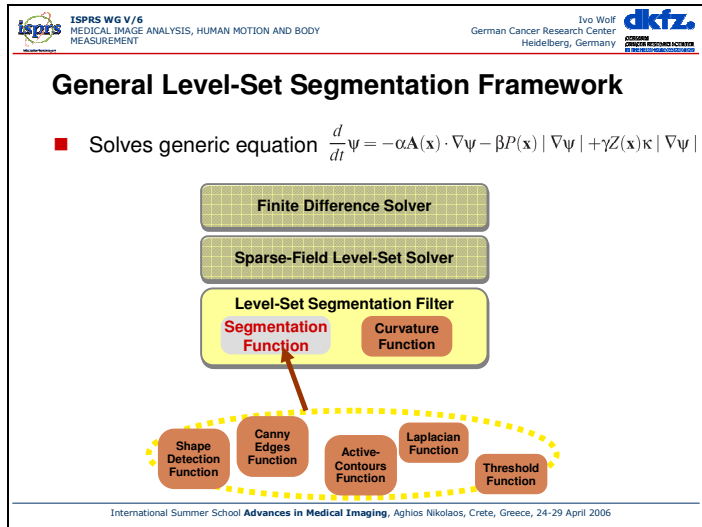 isprs
ISPRS WG V/6
MEDICAL IMAGE ANALYSIS, HUMAN MOTION AND BODY
MEASUREMENT
Ivo Wolf
German Cancer Research Center
Heidelberg, Germany
dkfz.
General Level-Set Segmentation Framework
Solves generic equation d/dt ψ = −αA(x) · ∇ψ − βP(x) | ∇ψ | +γZ(x)κ | ∇ψ |
Finite Difference Solver
Sparse-Field Level-Set Solver
Level-Set Segmentation Filter
Segmentation
Function
Curvature
Function
Shape
Detection
Function
Canny
Edges
Function
Active-
Contours
Function
Laplacian
Function
Threshold
Function
International Summer School Advances in Medical Imaging, Aghios Nikolaos, Crete, Greece, 24-29 April 2006